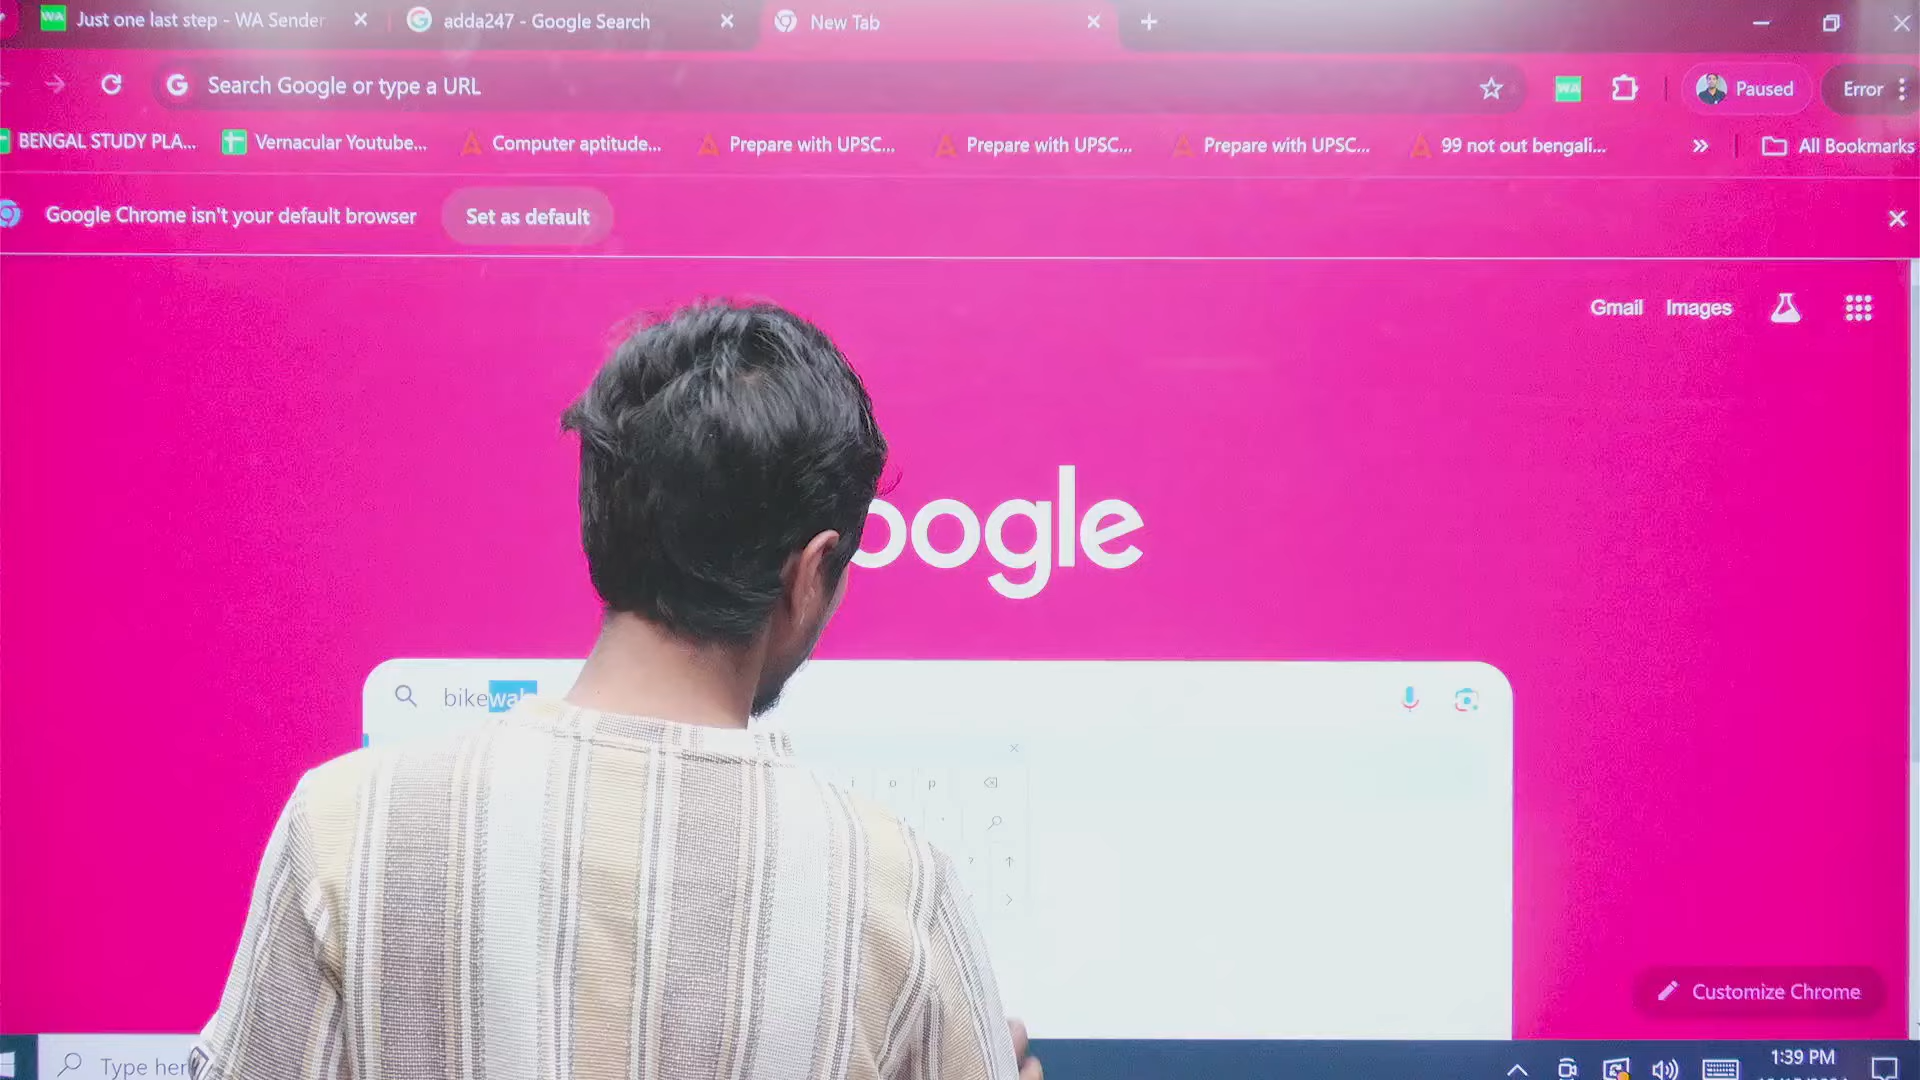 Just one last step - WA Sender
adda247 - Google Search
New Tab
Search Google or type a URL
WA
Paused
Error
BENGAL STUDY PLA...
Vernacular Youtube...
Computer aptitude...
Prepare with UPSC...
Prepare with UPSC...
Prepare with UPSC...
99 not out bengali...
All Bookmarks
Google Chrome isn't your default browser
Set as default
Gmail
Images
oogle
bike
i o p
Customize Chrome
Type her
1:39 PM